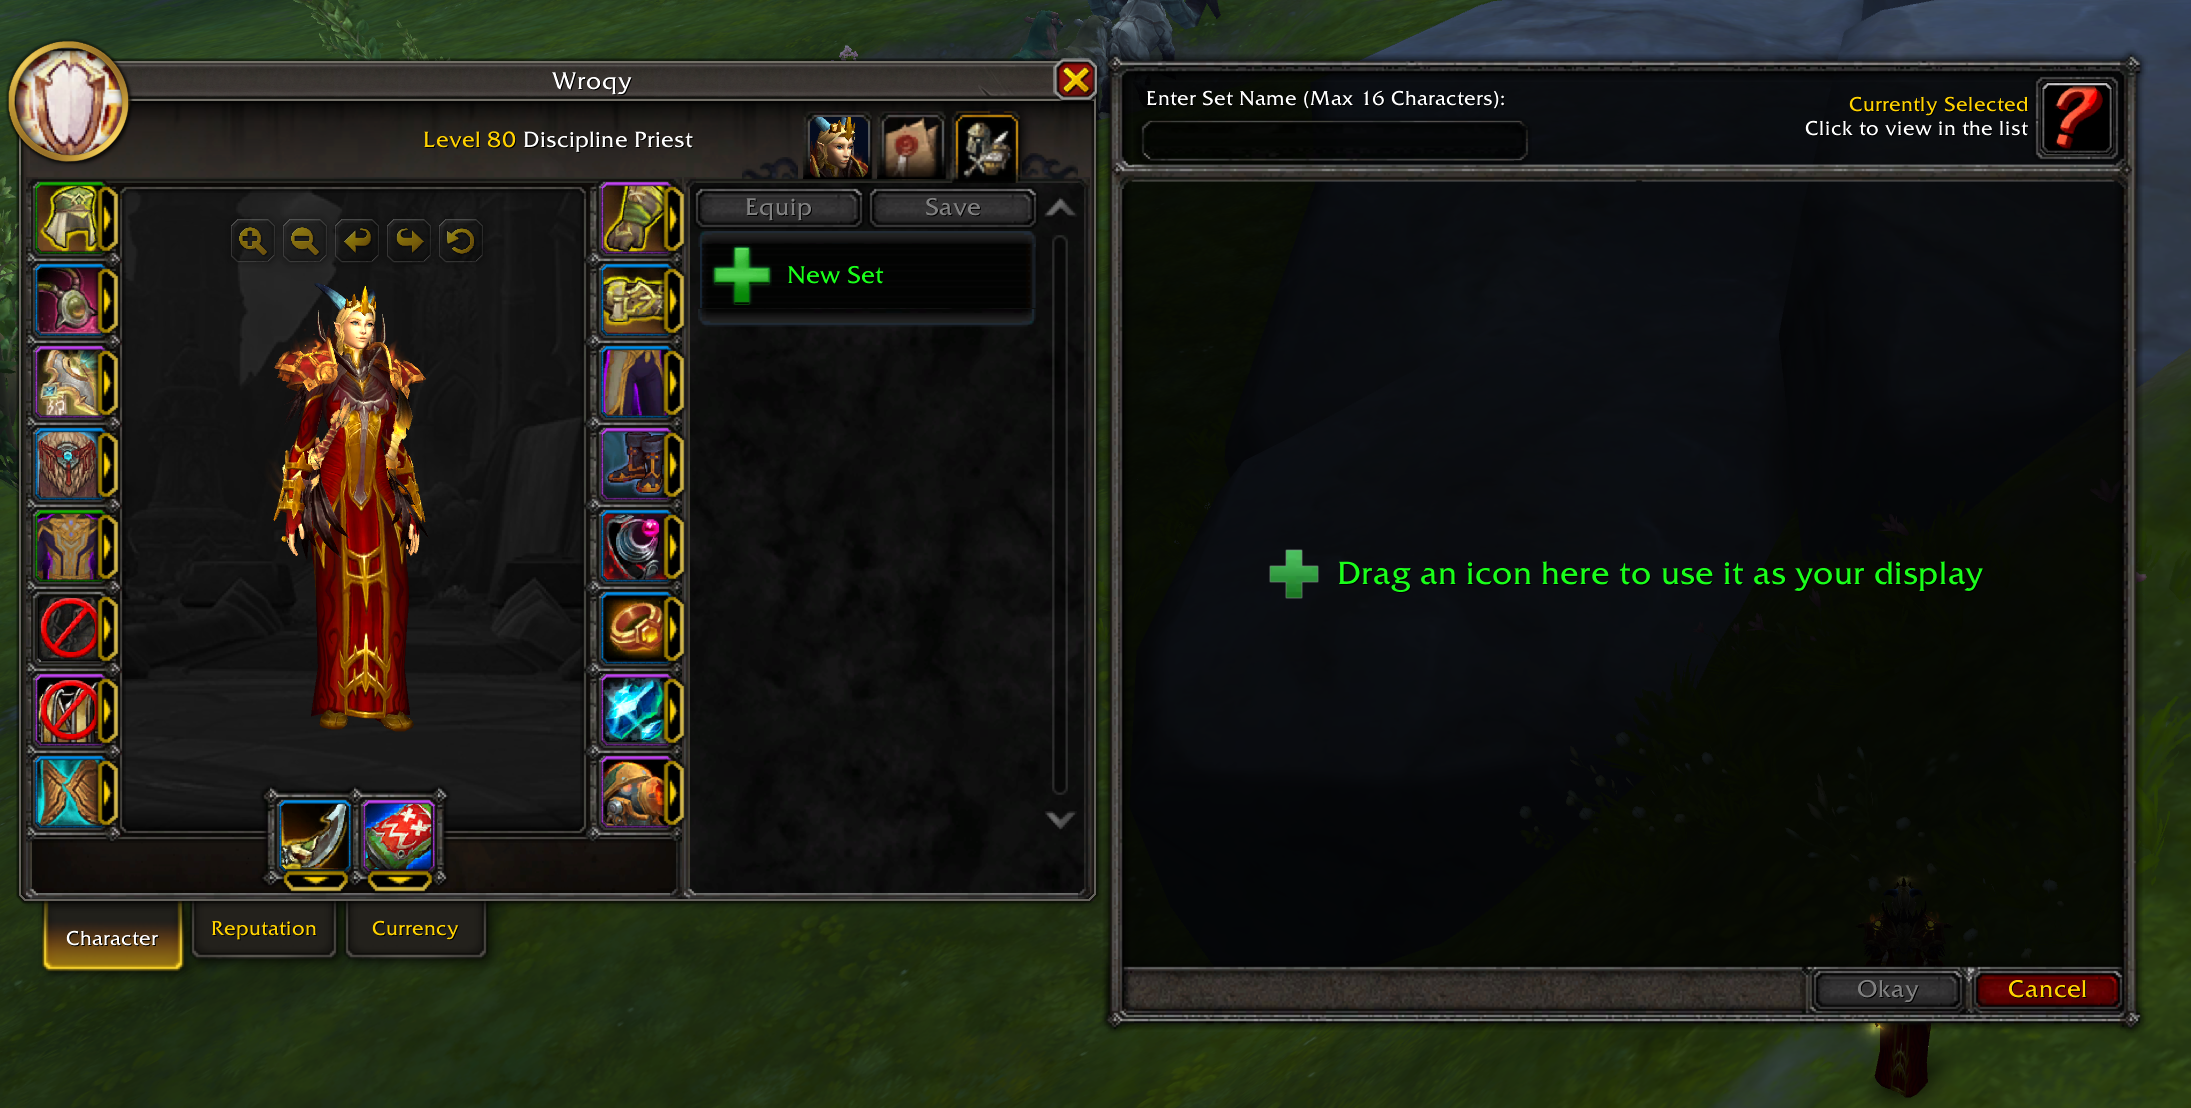 Wroqy
Level 80 Discipline Priest
Equip
Save
New Set
Character
Reputation
Currency
Enter Set Name (Max 16 Characters):
Currently Selected
Click to view in the list
Drag an icon here to use it as your display
Okay
Cancel